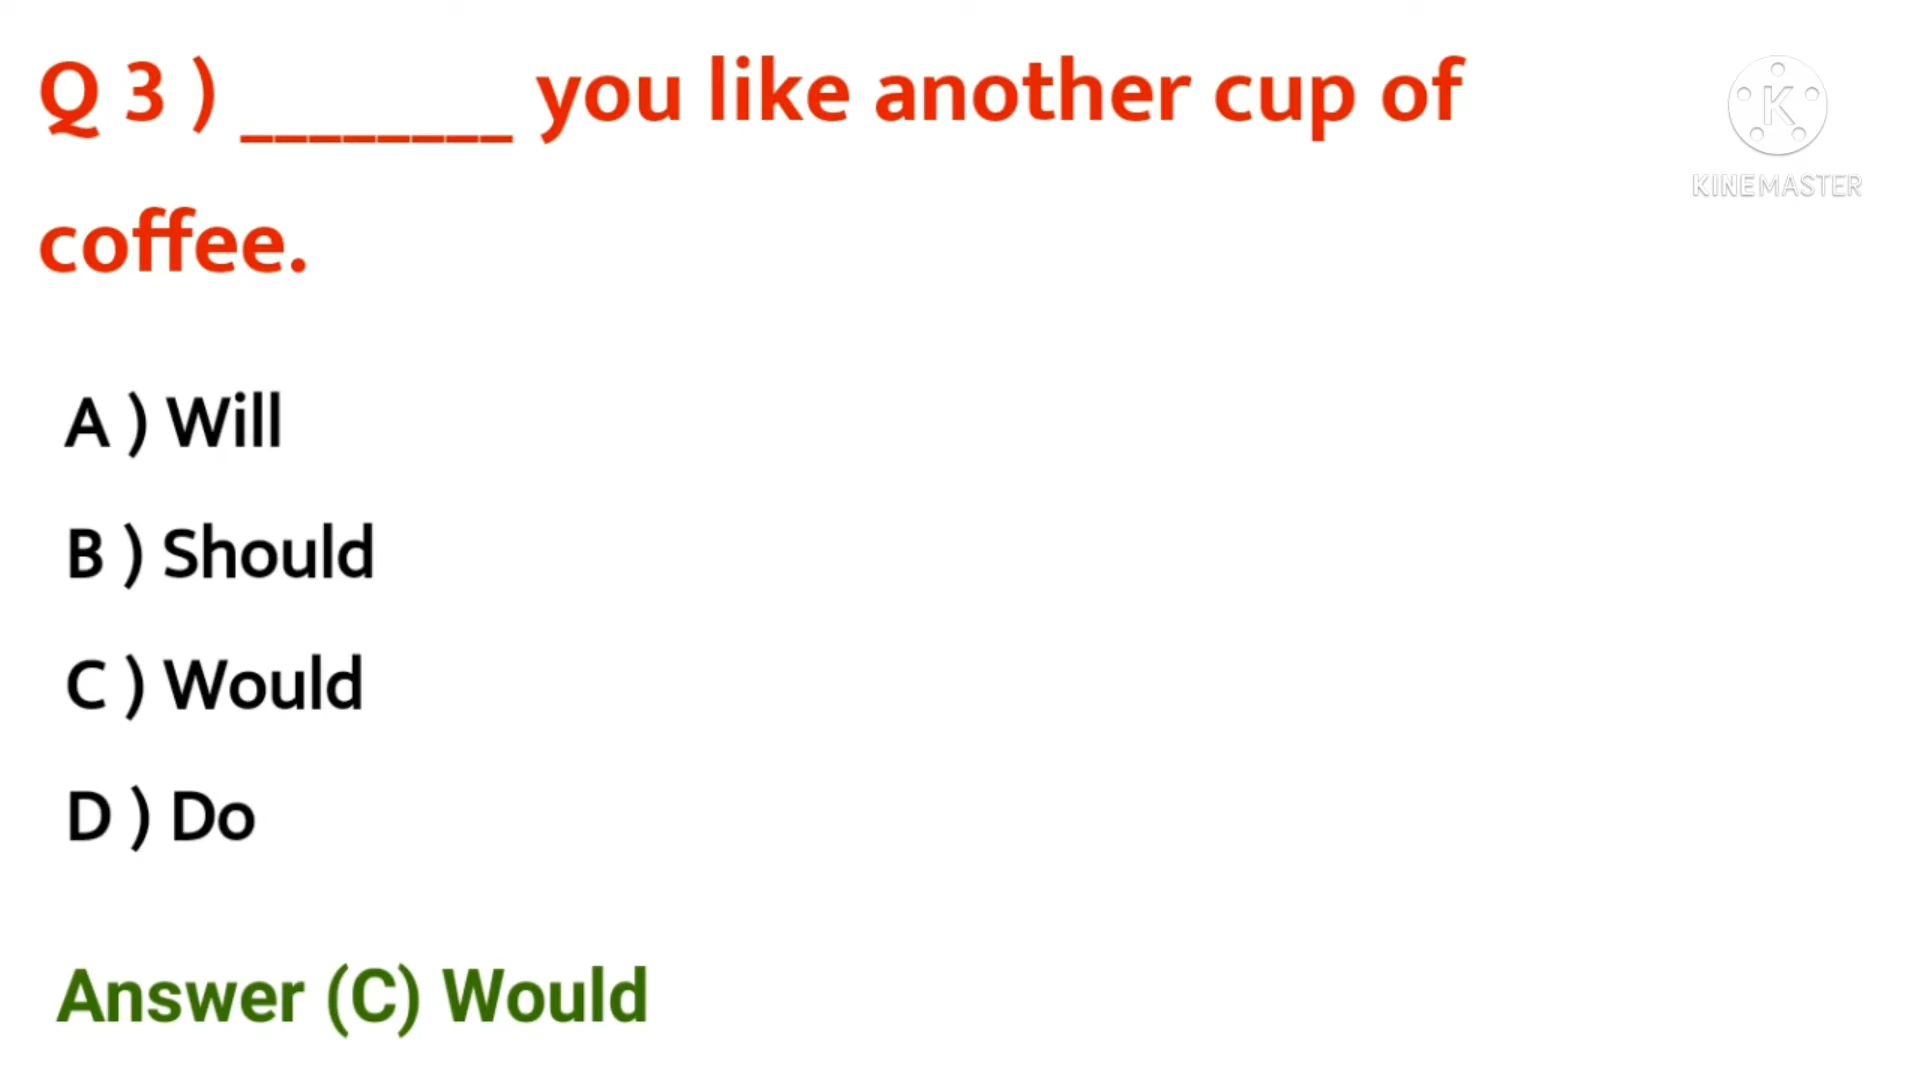 Q 3 ) ________ you like another cup of
coffee.
K
KINEMASTER
A ) Will
B ) Should
C ) Would
D ) Do
Answer (C) Would